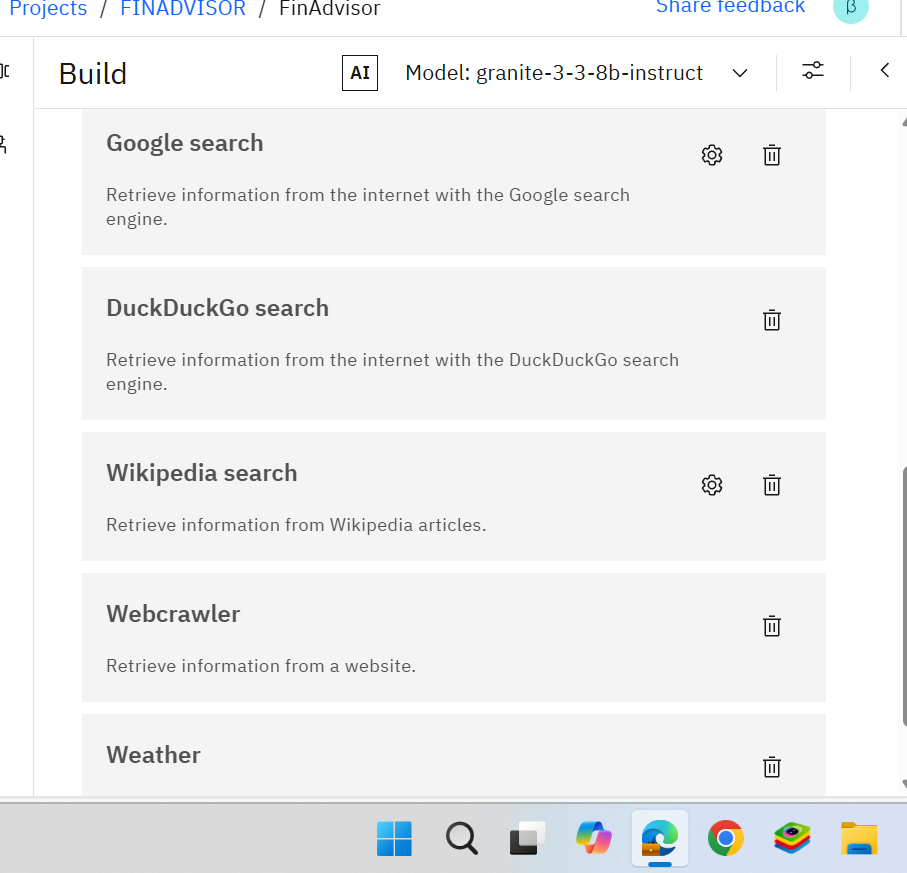 Projects / FINADVISOR / FinAdvisor
Share feedback
Build
AI
Model: granite-3-3-8b-instruct
Google search
Retrieve information from the internet with the Google search
engine.
DuckDuckGo search
Retrieve information from the internet with the DuckDuckGo search
engine.
Wikipedia search
Retrieve information from Wikipedia articles.
Webcrawler
Retrieve information from a website.
Weather